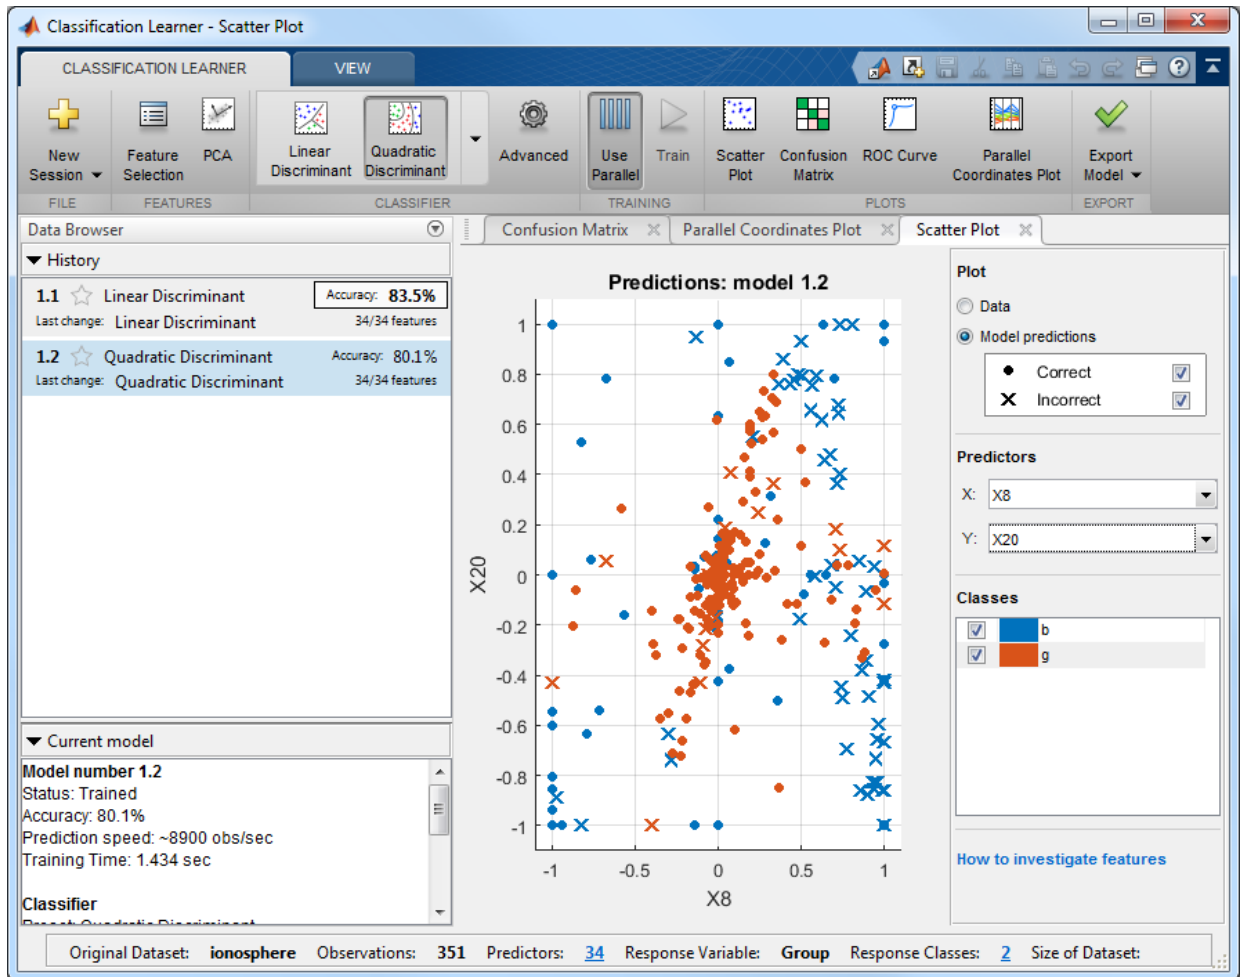 Classification Learner - Scatter Plot
CLASSIFICATION LEARNER VIEW
New Session
Feature Selection
PCA
Linear Discriminant
Quadratic Discriminant
Advanced
Use Parallel
Train
Scatter Plot
Confusion Matrix
ROC Curve
Parallel Coordinates Plot
Export Model
FILE FEATURES CLASSIFIER TRAINING PLOTS EXPORT
Data Browser
History
1.1 Linear Discriminant Accuracy: 83.5%
Last change: Linear Discriminant 34/34 features
1.2 Quadratic Discriminant Accuracy: 80.1%
Last change: Quadratic Discriminant 34/34 features
Current model
Model number 1.2
Status: Trained
Accuracy: 80.1%
Prediction speed: ~8900 obs/sec
Training Time: 1.434 sec
Classifier
Preset: Quadratic Discriminant
Confusion Matrix Parallel Coordinates Plot Scatter Plot
Predictions: model 1.2
1
0.8
0.6
0.4
0.2
0
-0.2
-0.4
-0.6
-0.8
-1
X20
-1 -0.5 0 0.5 1
X8
Plot
Data
Model predictions
Correct
Incorrect
Predictors
X: X8
Y: X20
Classes
b
g
How to investigate features
Original Dataset: ionosphere Observations: 351 Predictors: 34 Response Variable: Group Response Classes: 2 Size of Dataset: